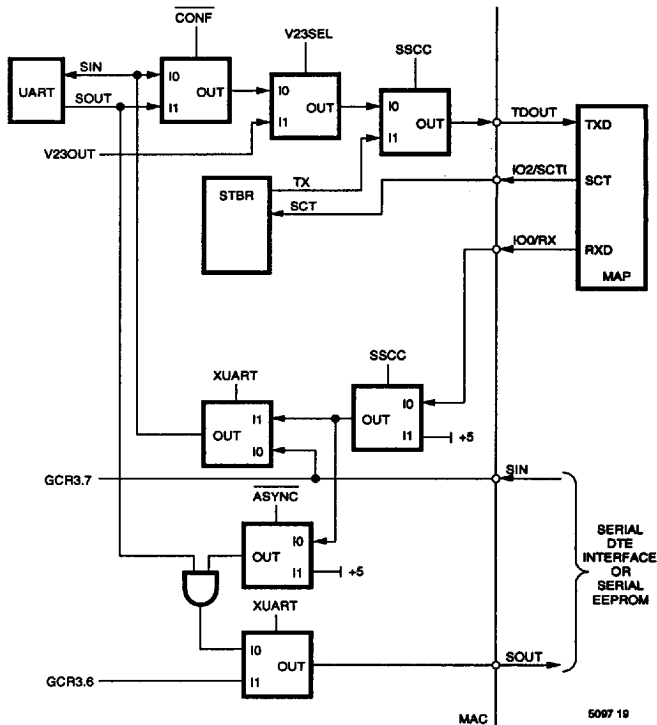 CONF
V23SEL
SSCC
SIN
I0
OUT
UART
SOUT
I1
I0
OUT
I1
I0
OUT
I1
TDOUT
TXD
V23OUT
STBR
TX
SCT
IO2/SCTI
SCT
IO0/RX
RXD
MAP
SSCC
XUART
I0
OUT
I1
+5
I1
OUT
I0
GCR3.7
SIN
ASYNC
I0
OUT
I1
+5
SERIAL
DTE
INTERFACE
OR
SERIAL
EEPROM
XUART
I0
OUT
I1
GCR3.6
SOUT
MAC
5097 19